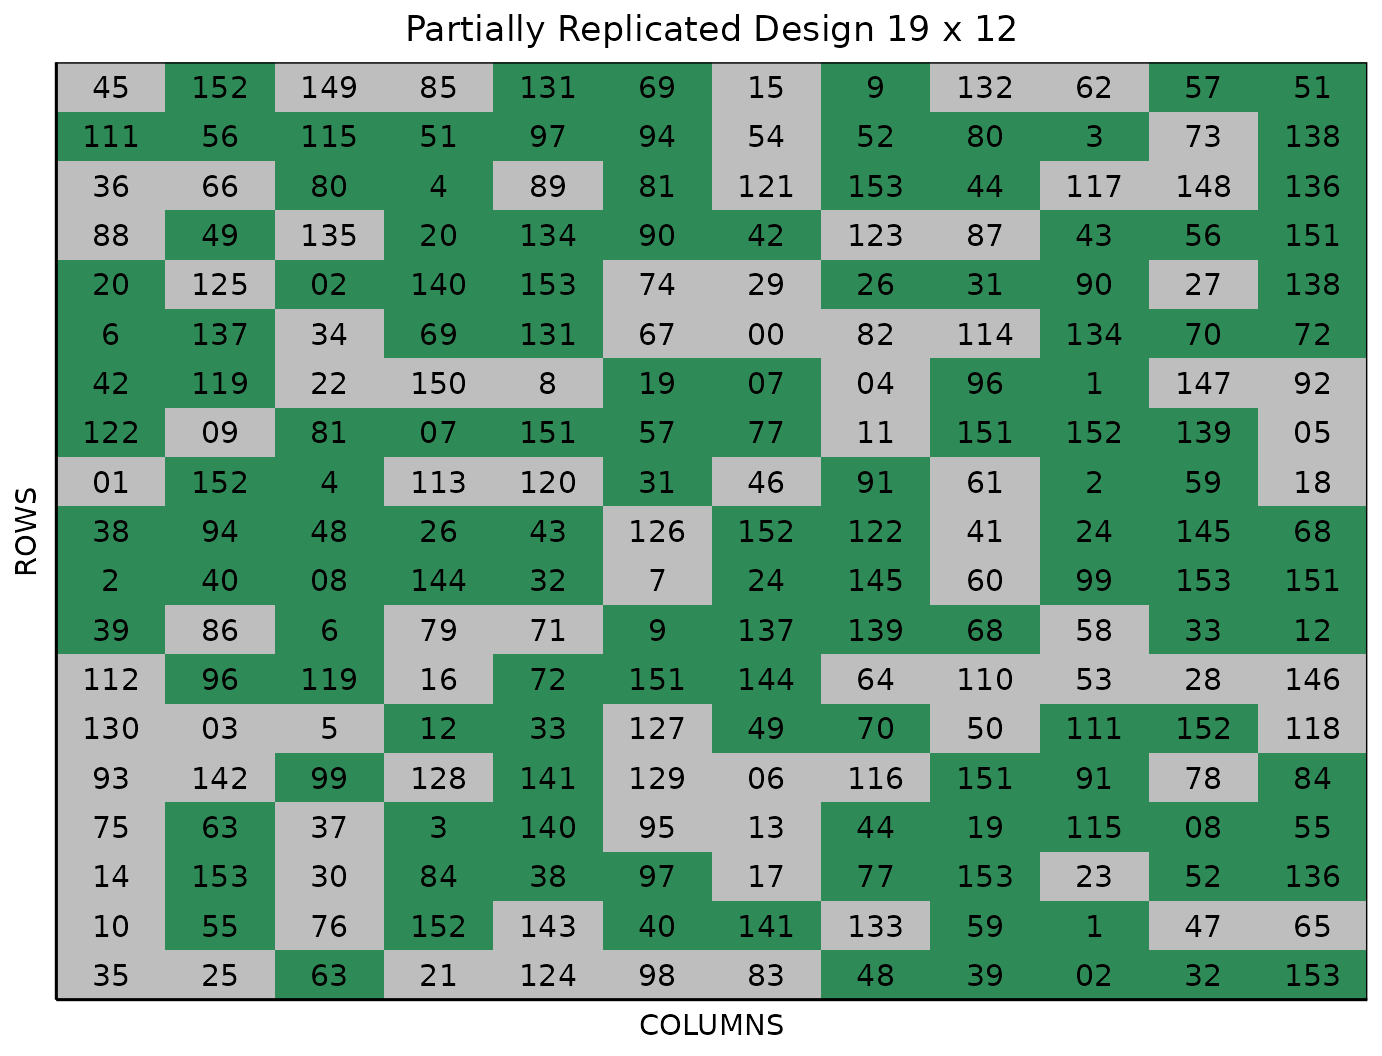 Partially Replicated Design 19 x 12
45 152 149 85 131 69 15 9 132 62 57 51
111 56 115 51 97 94 54 52 80 3 73 138
36 66 80 4 89 81 121 153 44 117 148 136
88 49 135 20 134 90 42 123 87 43 56 151
20 125 02 140 153 74 29 26 31 90 27 138
6 137 34 69 131 67 00 82 114 134 70 72
42 119 22 150 8 19 07 04 96 1 147 92
122 09 81 07 151 57 77 11 151 152 139 05
01 152 4 113 120 31 46 91 61 2 59 18
38 94 48 26 43 126 152 122 41 24 145 68
2 40 08 144 32 7 24 145 60 99 153 151
39 86 6 79 71 9 137 139 68 58 33 12
112 96 119 16 72 151 144 64 110 53 28 146
130 03 5 12 33 127 49 70 50 111 152 118
93 142 99 128 141 129 06 116 151 91 78 84
75 63 37 3 140 95 13 44 19 115 08 55
14 153 30 84 38 97 17 77 153 23 52 136
10 55 76 152 143 40 141 133 59 1 47 65
35 25 63 21 124 98 83 48 39 02 32 153
ROWS
COLUMNS